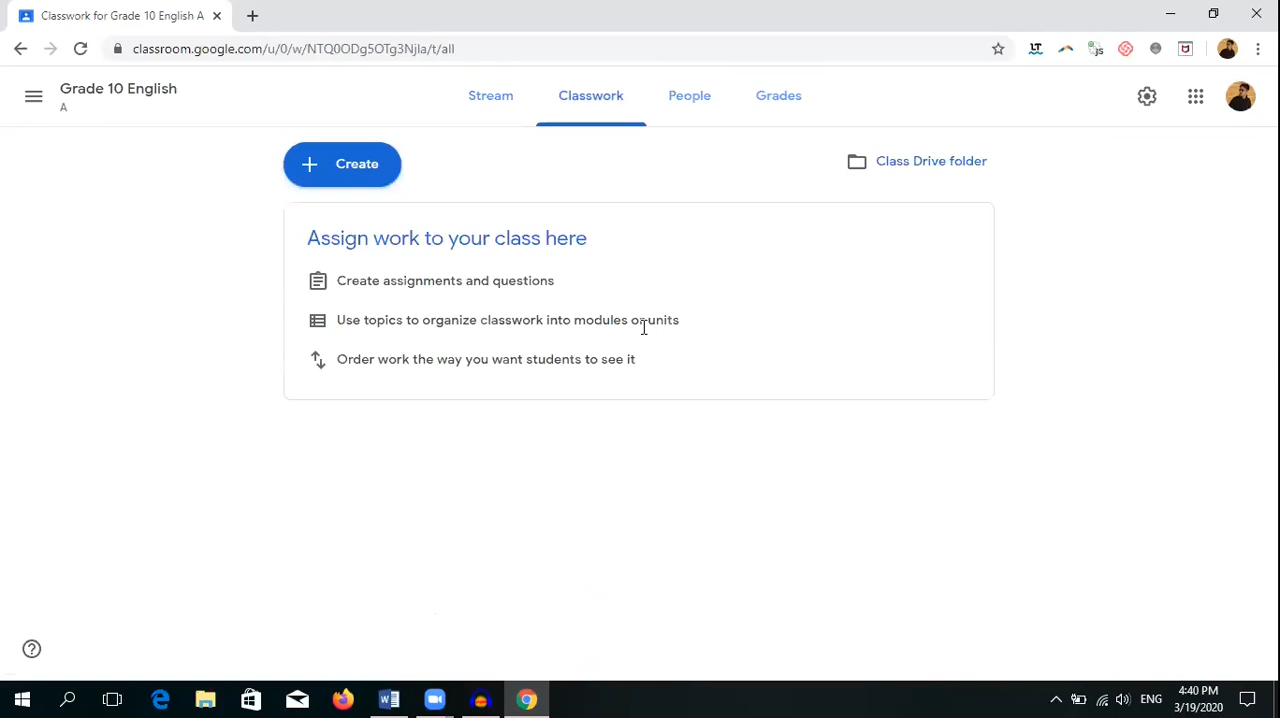 Classwork for Grade 10 English A
classroom.google.com/u/0/w/NTQ0ODg5OTg3Njla/t/all
Grade 10 English
A
Stream
Classwork
People
Grades
Create
Class Drive folder
Assign work to your class here
Create assignments and questions
Use topics to organize classwork into modules or units
Order work the way you want students to see it
ENG
4:40 PM
3/19/2020